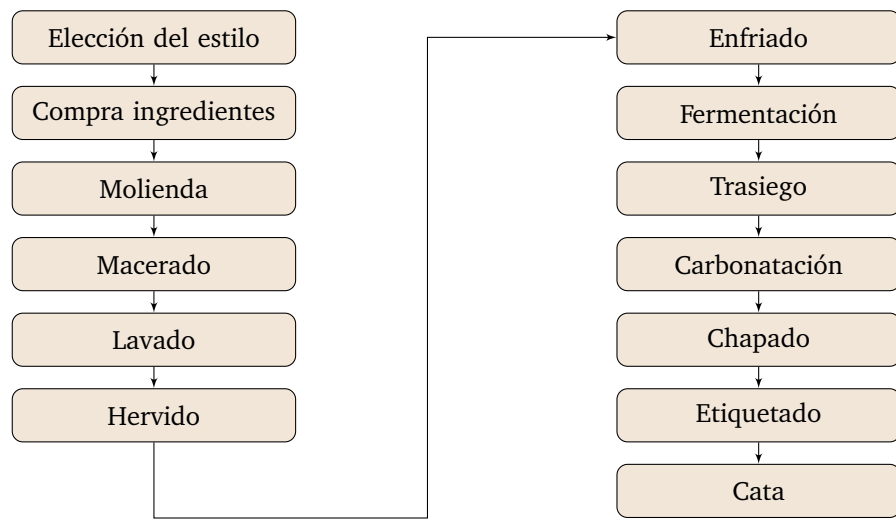 Elección del estilo
Compra ingredientes
Molienda
Macerado
Lavado
Hervido
Enfriado
Fermentación
Trasiego
Carbonatación
Chapado
Etiquetado
Cata